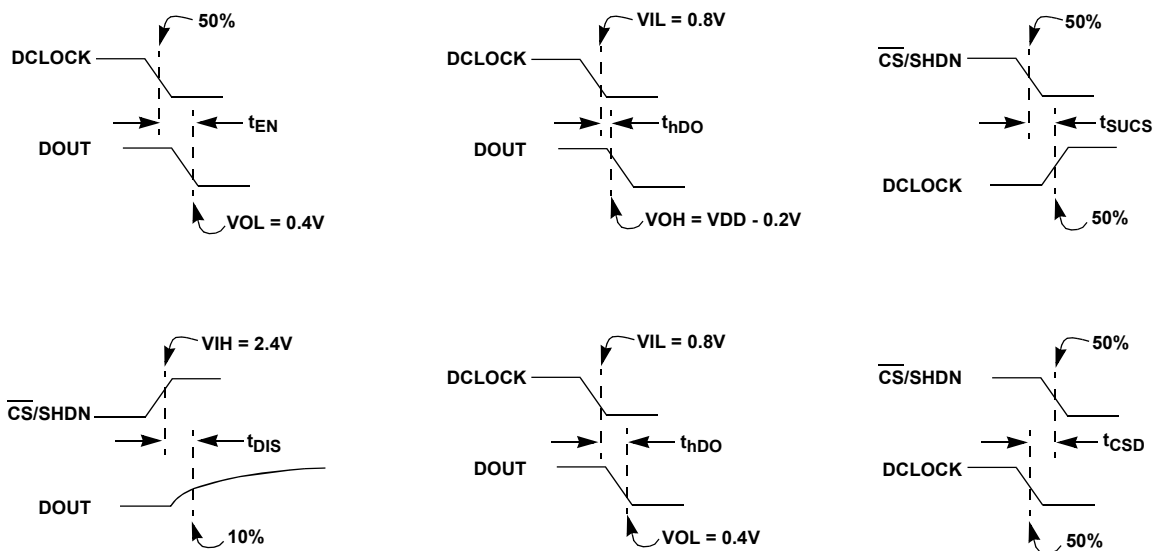 50%
DCLOCK
tEN
DOUT
VOL = 0.4V
VIL = 0.8V
DCLOCK
thDO
DOUT
VOH = VDD - 0.2V
50%
CS/SHDN
tSUCS
DCLOCK
50%
VIH = 2.4V
CS/SHDN
tDIS
DOUT
10%
VIL = 0.8V
DCLOCK
thDO
DOUT
VOL = 0.4V
50%
CS/SHDN
tCSD
DCLOCK
50%